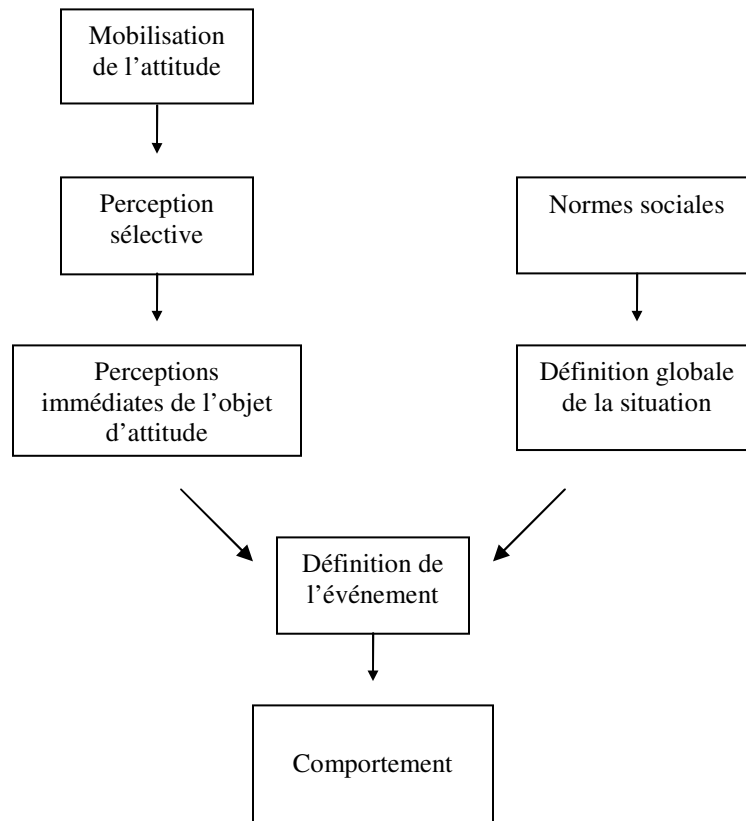 Mobilisation
de l'attitude
Perception
sélective
Normes sociales
Perceptions
immédiates de l'objet
d'attitude
Définition globale
de la situation
Définition de
l'événement
Comportement